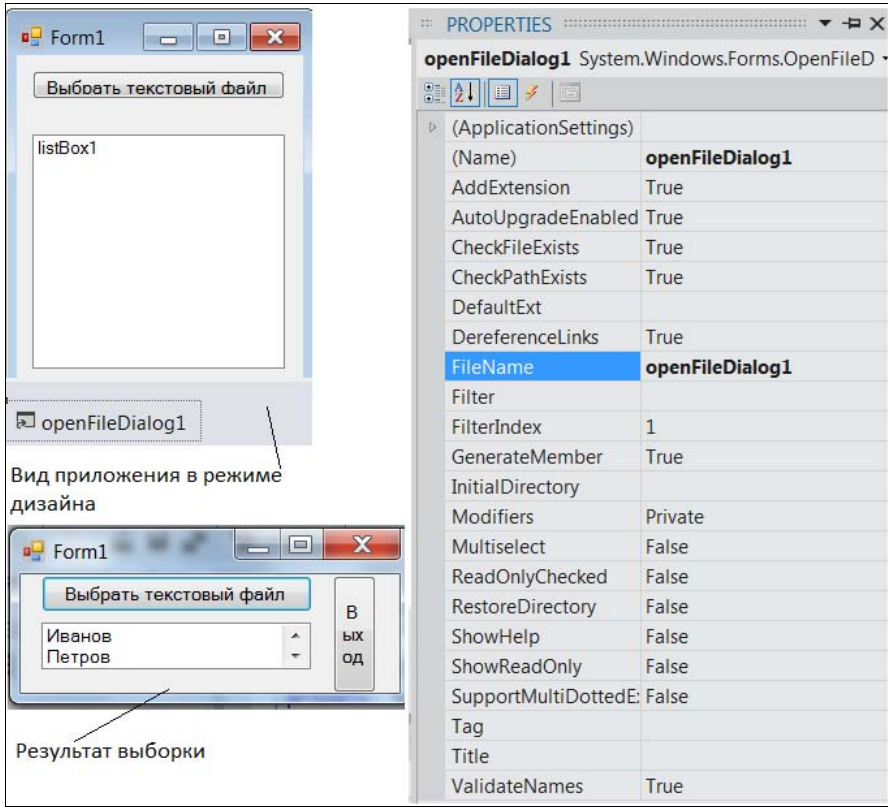 Form1
Выбрать текстовый файл
listBox1
openFileDialog1
Вид приложения в режиме
дизайна
Form1
Выбрать текстовый файл
Иванов
Петров
В
ых
од
Результат выборки
PROPERTIES
openFileDialog1 System.Windows.Forms.OpenFileD
(ApplicationSettings)
(Name) openFileDialog1
AddExtension True
AutoUpgradeEnabled True
CheckFileExists True
CheckPathExists True
DefaultExt
DereferenceLinks True
FileName openFileDialog1
Filter
FilterIndex 1
GenerateMember True
InitialDirectory
Modifiers Private
Multiselect False
ReadOnlyChecked False
RestoreDirectory False
ShowHelp False
ShowReadOnly False
SupportMultiDottedE: False
Tag
Title
ValidateNames True